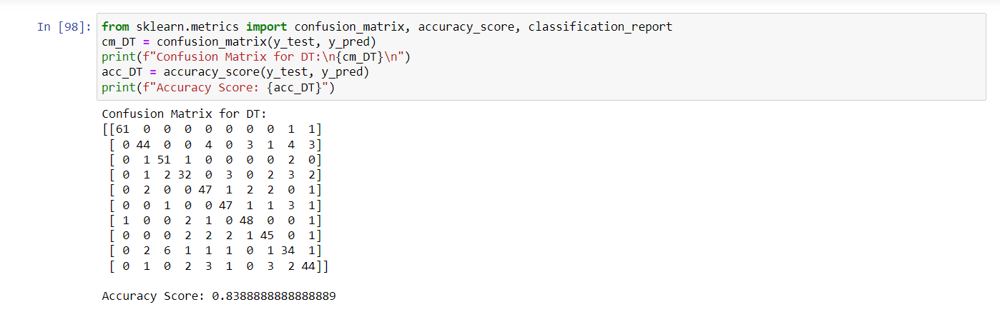 In [98]: from sklearn.metrics import confusion_matrix, accuracy_score, classification_report
cm_DT = confusion_matrix(y_test, y_pred)
print(f"Confusion Matrix for DT:\n{cm_DT}\n")
acc_DT = accuracy_score(y_test, y_pred)
print(f"Accuracy Score: {acc_DT}")
Confusion Matrix for DT:
[[61  0  0  0  0  0  0  0  1  1]
 [ 0 44  0  0  4  0  3  1  4  3]
 [ 0  1 51  1  0  0  0  0  2  0]
 [ 0  1  2 32  0  3  0  2  3  2]
 [ 0  2  0  0 47  1  2  2  0  1]
 [ 0  0  1  0  0 47  1  1  3  1]
 [ 1  0  0  2  1  0 48  0  0  1]
 [ 0  0  0  2  2  2  1 45  0  1]
 [ 0  2  6  1  1  1  0  1 34  1]
 [ 0  1  0  2  3  1  0  3  2 44]]
Accuracy Score: 0.8388888888888889